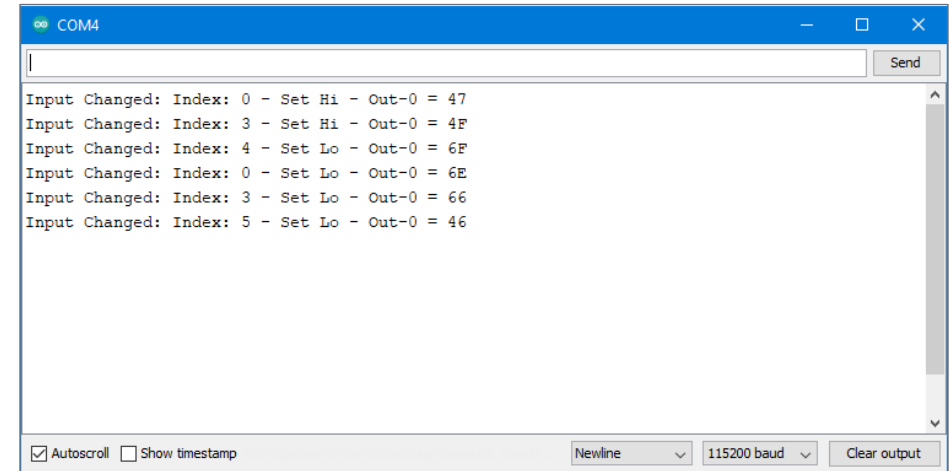 COM4
Send
Input Changed: Index: 0 - Set Hi - Out-0 = 47
Input Changed: Index: 3 - Set Hi - Out-0 = 4F
Input Changed: Index: 4 - Set Lo - Out-0 = 6F
Input Changed: Index: 0 - Set Lo - Out-0 = 6E
Input Changed: Index: 3 - Set Lo - Out-0 = 66
Input Changed: Index: 5 - Set Lo - Out-0 = 46
Autoscroll Show timestamp Newline 115200 baud Clear output